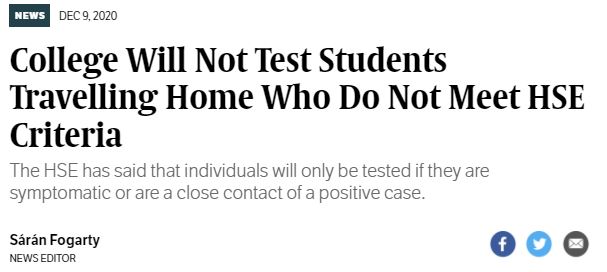 NEWS DEC 9, 2020
College Will Not Test Students
Travelling Home Who Do Not Meet HSE
Criteria
The HSE has said that individuals will only be tested if they are
symptomatic or are a close contact of a positive case.
Sárán Fogarty
NEWS EDITOR